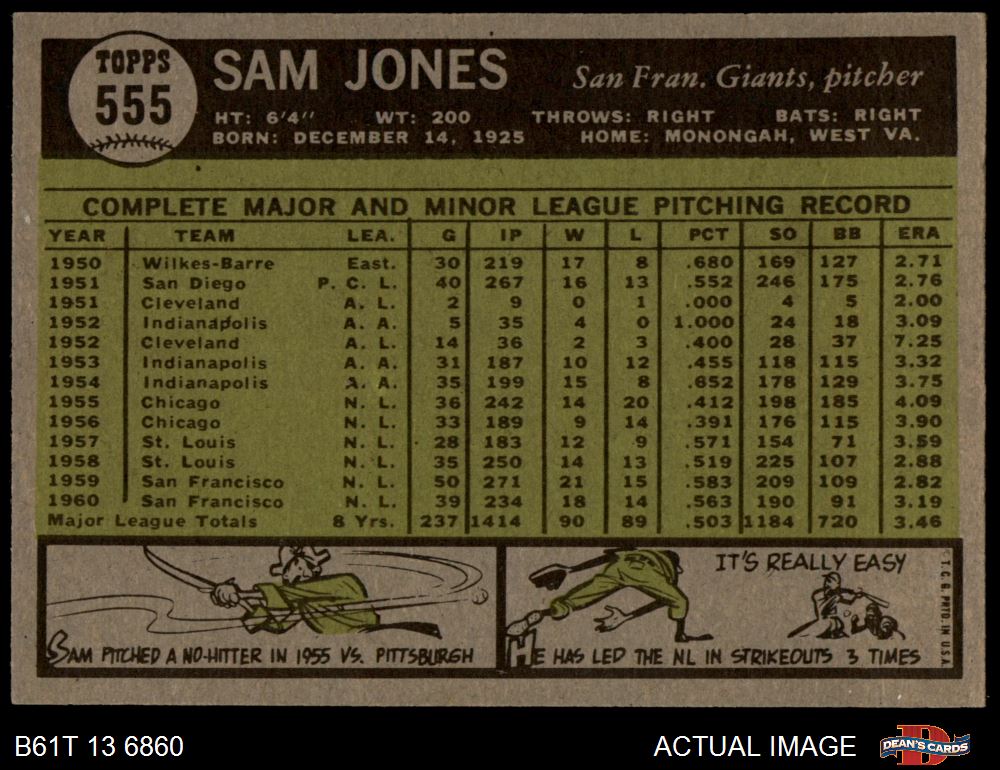 TOPPS
555
SAM JONES
San Fran. Giants, pitcher
HT: 6'4" WT: 200 THROWS: RIGHT BATS: RIGHT
BORN: DECEMBER 14, 1925 HOME: MONONGAH, WEST VA.
COMPLETE MAJOR AND MINOR LEAGUE PITCHING RECORD
YEAR TEAM LEA. G IP W L PCT SO BB ERA
1950 Wilkes-Barre East. 30 219 17 8 .680 169 127 2.71
1951 San Diego P. C. L. 40 267 16 13 .552 246 175 2.76
1951 Cleveland A. L. 2 9 0 1 .000 4 5 2.00
1952 Indianapolis A. A. 5 35 4 0 1.000 24 18 3.09
1952 Cleveland A. L. 14 36 2 3 .400 28 37 7.25
1953 Indianapolis A. A. 31 187 10 12 .455 118 115 3.32
1954 Indianapolis A. A. 35 199 15 8 .652 178 129 3.75
1955 Chicago N. L. 36 242 14 20 .412 198 185 4.09
1956 Chicago N. L. 33 189 9 14 .391 176 115 3.90
1957 St. Louis N. L. 28 183 12 9 .571 154 71 3.59
1958 St. Louis N. L. 35 250 14 13 .519 225 107 2.88
1959 San Francisco N. L. 50 271 21 15 .583 209 109 2.82
1960 San Francisco N. L. 39 234 18 14 .563 190 91 3.19
Major League Totals 8 Yrs. 237 1414 90 89 .503 1184 720 3.46
SAM PITCHED A NO-HITTER IN 1955 VS. PITTSBURGH
IT'S REALLY EASY
HE HAS LED THE NL IN STRIKEOUTS 3 TIMES
© T. C. G. PRTD. IN U.S.A.
B61T 13 6860
ACTUAL IMAGE
D
DEAN'S CARDS